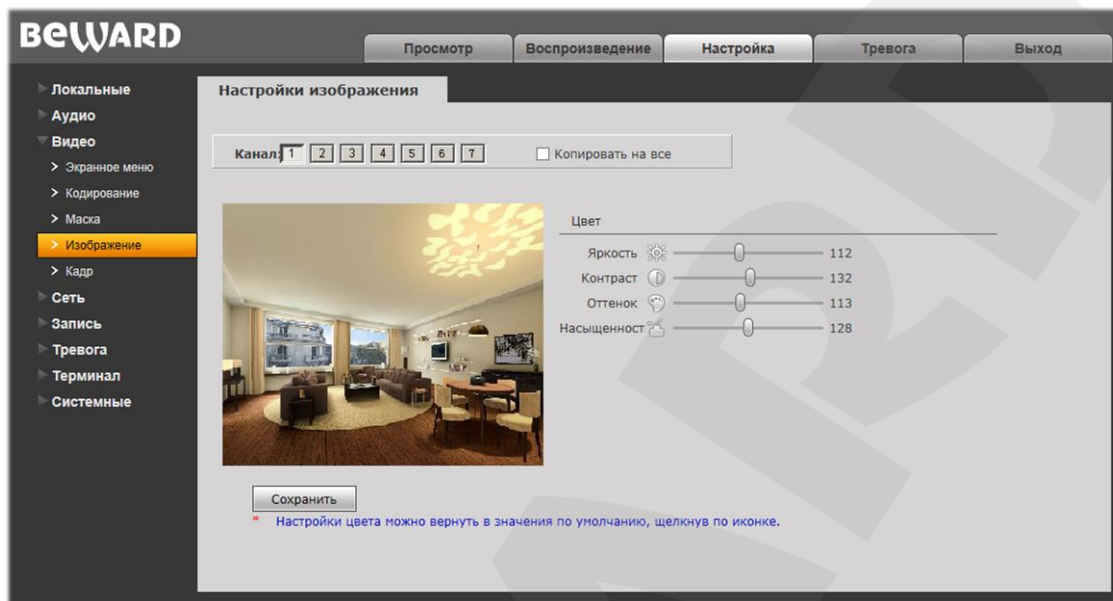 BEWARD
Просмотр
Воспроизведение
Настройка
Тревога
Выход
Локальные
Аудио
Видео
Экранное меню
Кодирование
Маска
Изображение
Кадр
Сеть
Запись
Тревога
Терминал
Системные
Настройки изображения
Канал: 1 2 3 4 5 6 7 Копировать на все
Цвет
Яркость 112
Контраст 132
Оттенок 113
Насыщенност 128
Сохранить
* Настройки цвета можно вернуть в значения по умолчанию, щелкнув по иконке.